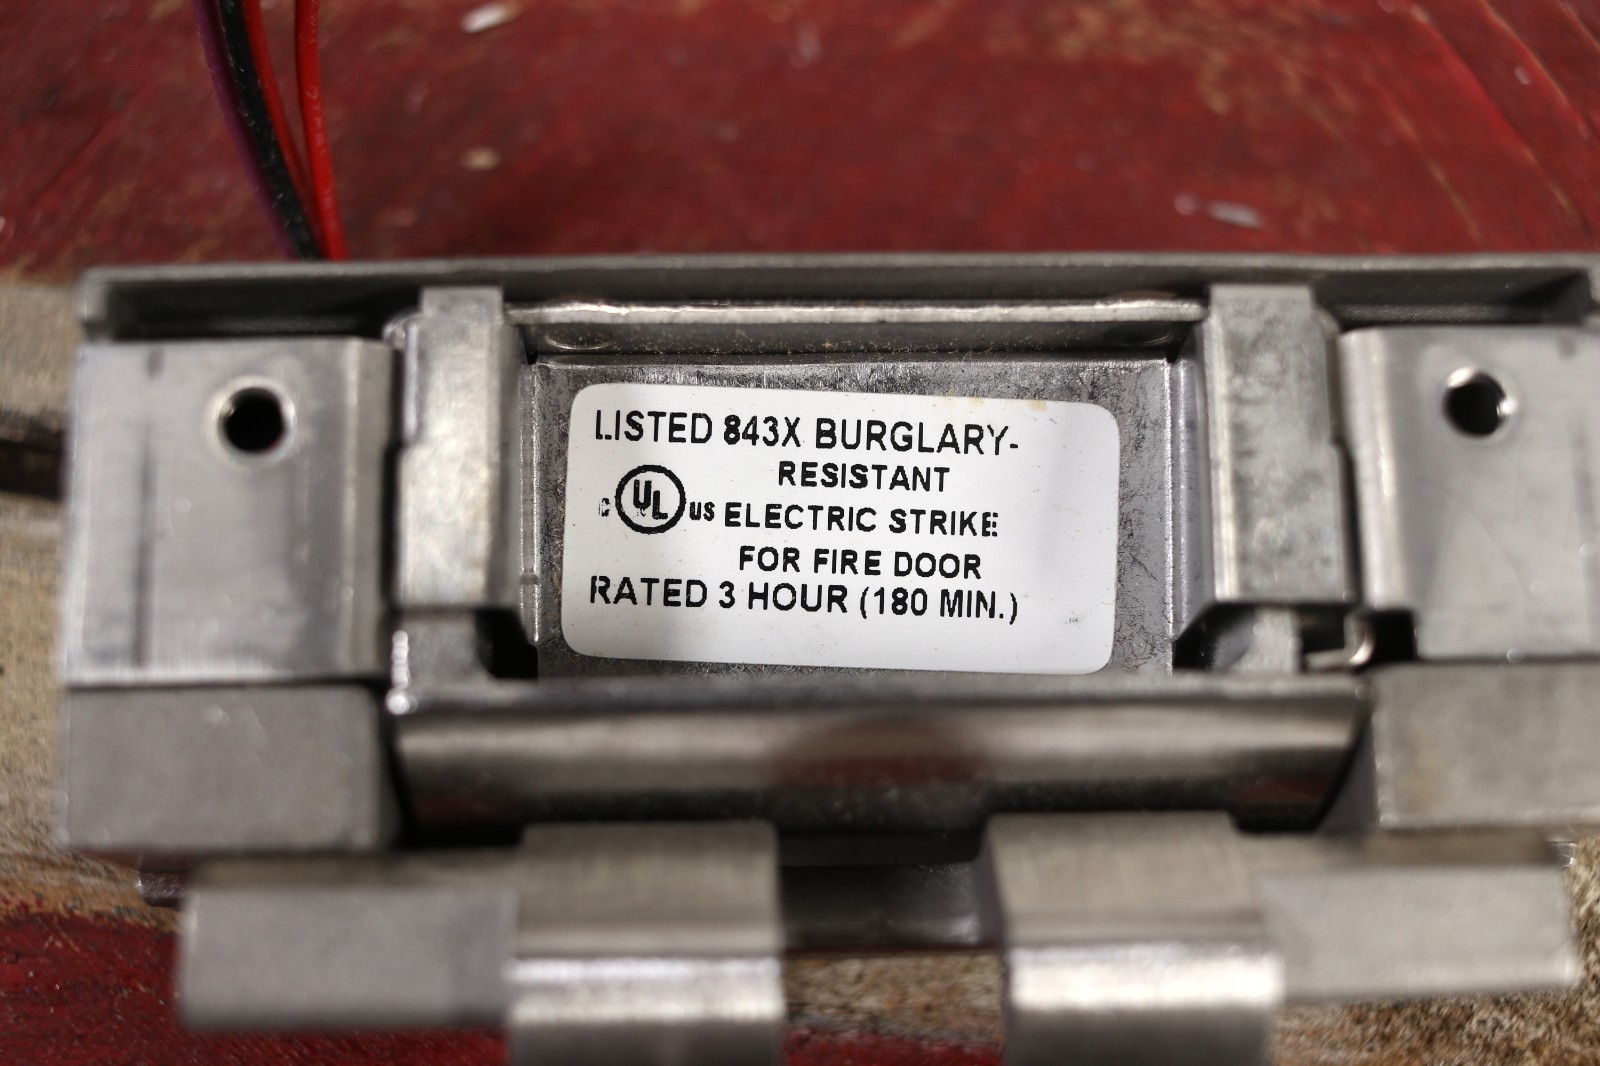 LISTED 843X BURGLARY-
RESISTANT
C UL US ELECTRIC STRIKE
FOR FIRE DOOR
RATED 3 HOUR (180 MIN.)